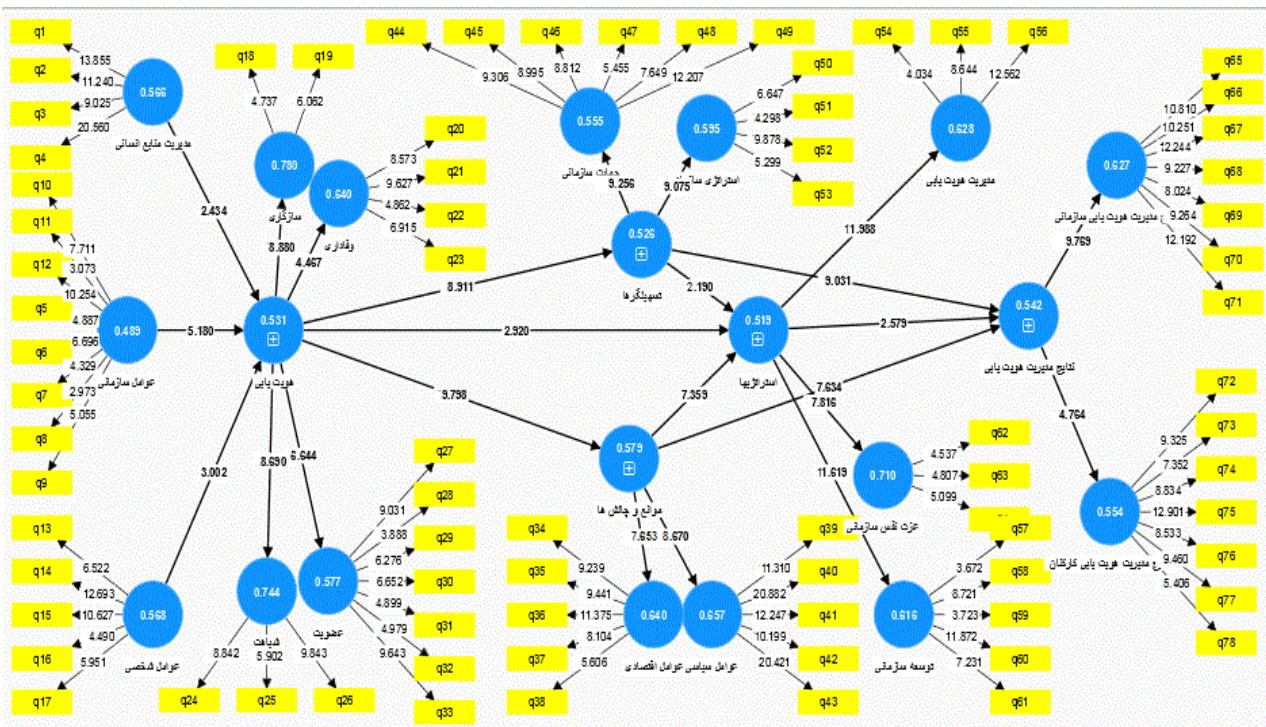 q1
q2
q3
q4
13.855
11.240
9.025
20.560
0.566
مدیریت منابع انسانی
2.434
q18
q19
4.737
6.062
0.780
سازگاری
8.880
q20
q21
q22
q23
8.573
9.627
4.862
6.915
0.640
وفاداری
4.467
q44
q45
q46
q47
q48
q49
9.306
8.995
8.812
5.455
7.649
12.207
0.555
سازمانی
9.256
q50
q51
q52
q53
6.647
4.298
9.878
5.299
0.595
استراتژی
9.075
q54
q55
q56
4.034
8.644
12.562
0.628
مدیریت هویت یابی
11.988
q65
q66
q67
q68
q69
q70
q71
10.810
10.251
12.244
9.227
8.024
9.264
12.192
0.627
مدیریت هویت یابی سازمانی
9.769
q10
q11
q12
q5
q6
q7
q8
q9
7.711
3.073
10.254
4.887
6.696
4.329
2.973
5.055
0.489
عوامل سازمانی
5.180
0.531
هویت یابی
8.911
2.920
9.798
0.526
تسهیلگرها
2.190
9.031
0.519
استراتژیها
2.579
0.542
نتایج مدیریت هویت یابی
7.359
7.634
7.816
11.619
4.764
0.579
موانع و چالش ها
7.653
8.670
q13
q14
q15
q16
q17
6.522
12.693
10.627
4.490
5.951
0.568
عوامل شخصی
3.002
8.690
6.644
0.744
شباهت
8.842
5.902
9.843
q24
q25
q26
0.577
عضویت
q27
q28
q29
q30
q31
q32
q33
9.031
3.888
6.276
6.652
4.899
4.979
9.643
q34
q35
q36
q37
q38
9.239
9.441
11.375
8.104
5.606
0.640
عوامل اقتصادی
0.657
عوامل سیاسی
q39
q40
q41
q42
q43
11.310
20.882
12.247
10.199
20.421
q62
q63
4.537
4.807
5.099
0.710
عزت نفس سازمانی
q57
q58
q59
q60
q61
3.672
8.721
3.723
11.872
7.231
0.616
توسعه سازمانی
q72
q73
q74
q75
q76
q77
q78
9.325
7.352
8.834
12.901
8.533
9.460
5.406
0.554
مدیریت هویت یابی کارکنان